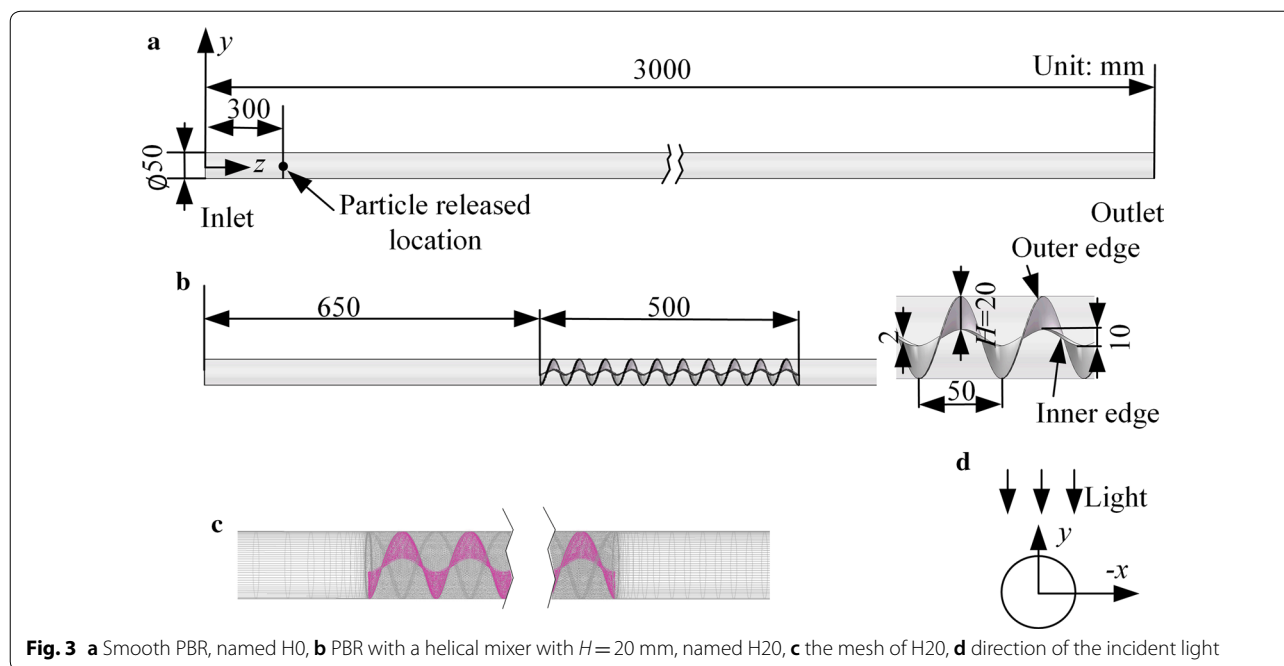 a
y
3000
Unit: mm
300
ϕ50
z
Inlet
Particle released
location
Outlet
b
650
500
Outer edge
H=20
2
10
50
Inner edge
c
d
Light
y
-x
Fig. 3 a Smooth PBR, named H0, b PBR with a helical mixer with H = 20 mm, named H20, c the mesh of H20, d direction of the incident light